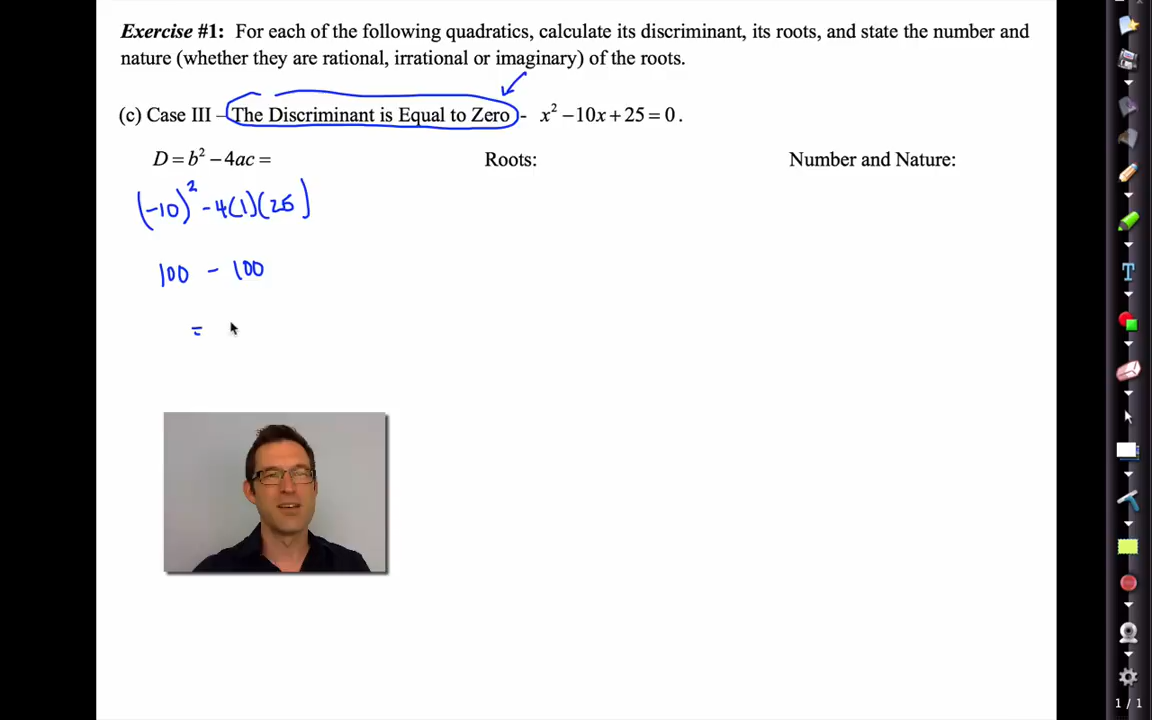 Exercise #1: For each of the following quadratics, calculate its discriminant, its roots, and state the number and
nature (whether they are rational, irrational or imaginary) of the roots.
(c) Case III – The Discriminant is Equal to Zero - x² − 10x + 25 = 0.
D = b² − 4ac = Roots: Number and Nature:
(-10)² - 4(1)(25)
100 - 100
=
1 / 1